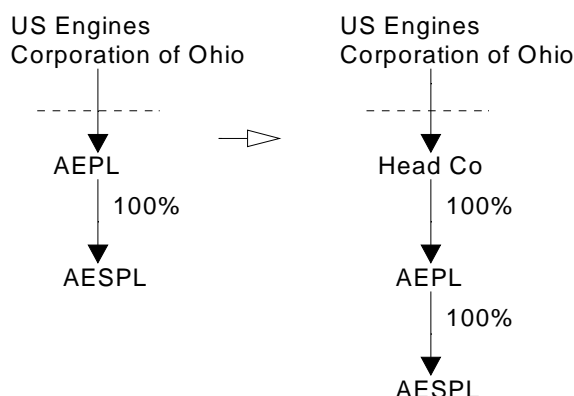 US Engines
Corporation of Ohio
AEPL
100%
AESPL
US Engines
Corporation of Ohio
Head Co
100%
AEPL
100%
AESPL